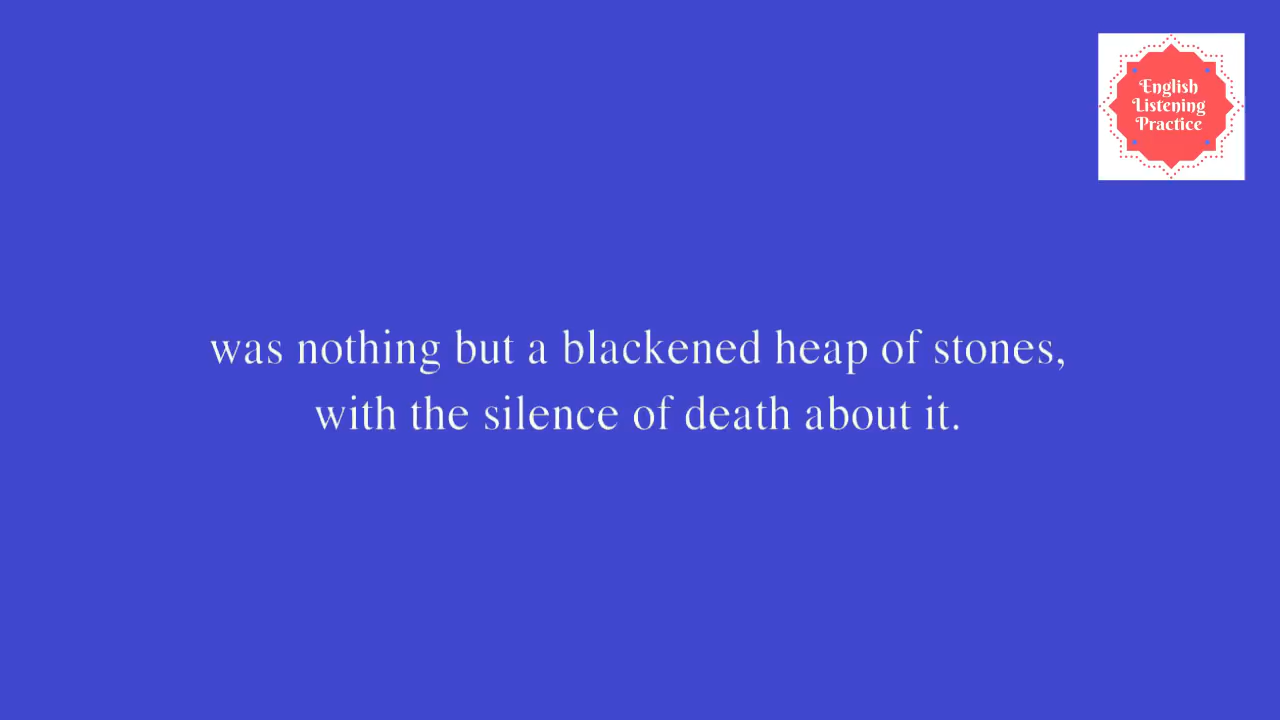 English
Listening
Practice
was nothing but a blackened heap of stones,
with the silence of death about it.